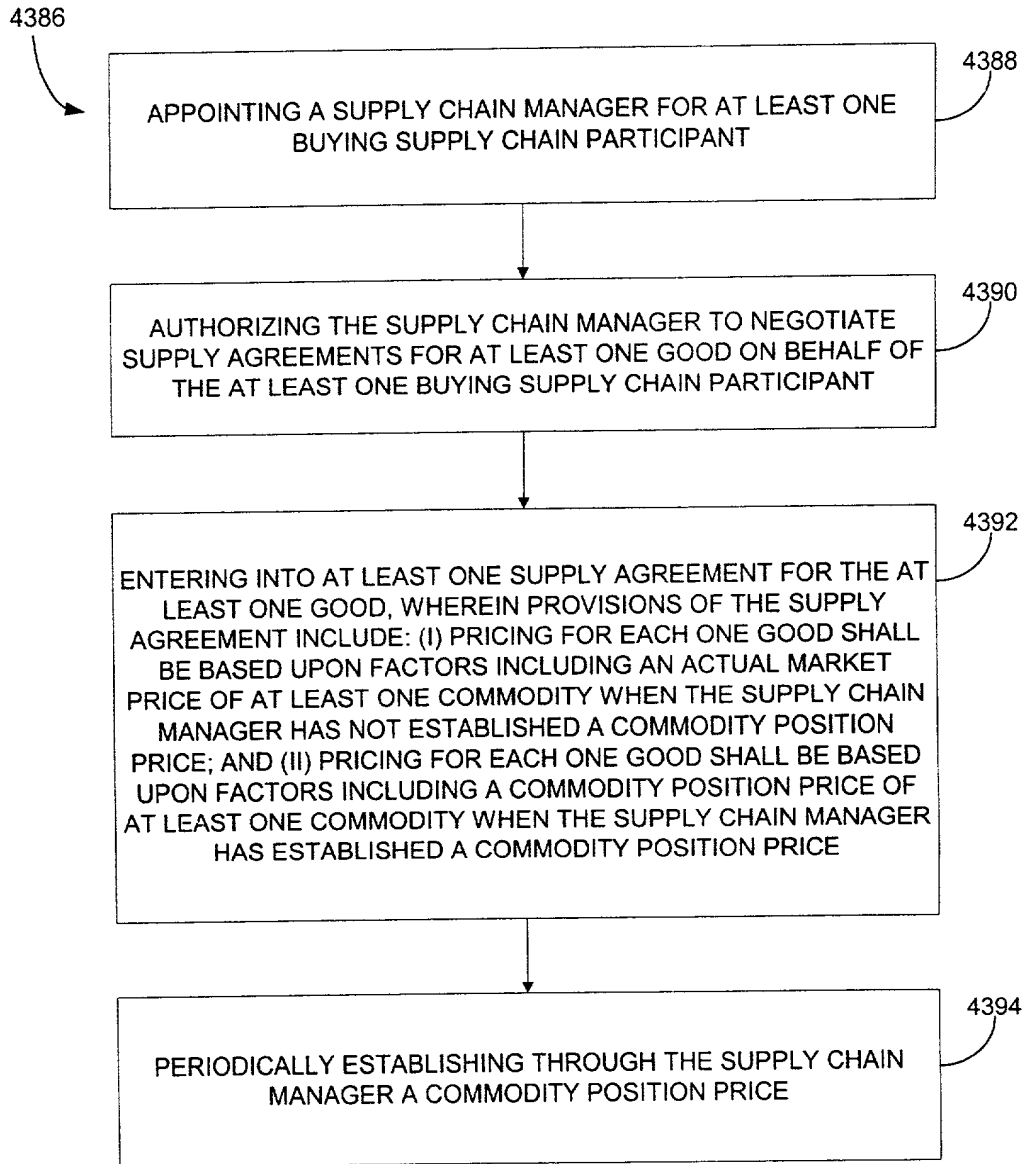 4386
4388
APPOINTING A SUPPLY CHAIN MANAGER FOR AT LEAST ONE
BUYING SUPPLY CHAIN PARTICIPANT
4390
AUTHORIZING THE SUPPLY CHAIN MANAGER TO NEGOTIATE
SUPPLY AGREEMENTS FOR AT LEAST ONE GOOD ON BEHALF OF
THE AT LEAST ONE BUYING SUPPLY CHAIN PARTICIPANT
4392
ENTERING INTO AT LEAST ONE SUPPLY AGREEMENT FOR THE AT
LEAST ONE GOOD, WHEREIN PROVISIONS OF THE SUPPLY
AGREEMENT INCLUDE: (I) PRICING FOR EACH ONE GOOD SHALL
BE BASED UPON FACTORS INCLUDING AN ACTUAL MARKET
PRICE OF AT LEAST ONE COMMODITY WHEN THE SUPPLY CHAIN
MANAGER HAS NOT ESTABLISHED A COMMODITY POSITION
PRICE; AND (II) PRICING FOR EACH ONE GOOD SHALL BE BASED
UPON FACTORS INCLUDING A COMMODITY POSITION PRICE OF
AT LEAST ONE COMMODITY WHEN THE SUPPLY CHAIN MANAGER
HAS ESTABLISHED A COMMODITY POSITION PRICE
4394
PERIODICALLY ESTABLISHING THROUGH THE SUPPLY CHAIN
MANAGER A COMMODITY POSITION PRICE